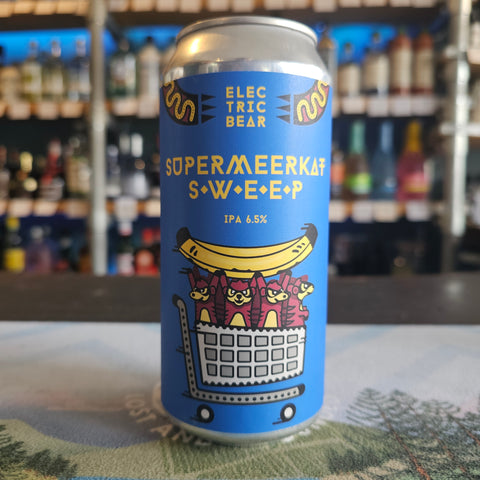 ELEC
TRIC
BEAR
SUPERMEERKAT
S•W•E•E•P
IPA 6.5%